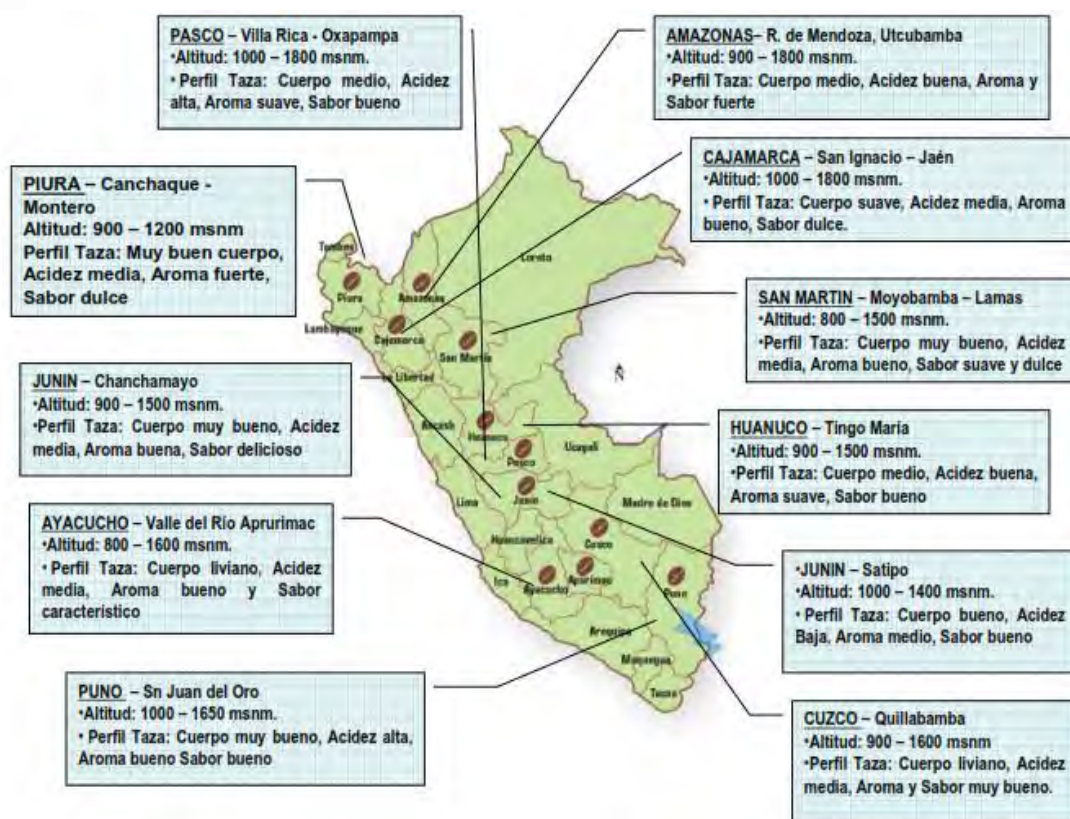 PASCO – Villa Rica - Oxapampa
•Altitud: 1000 – 1800 msnm.
• Perfil Taza: Cuerpo medio, Acidez
alta, Aroma suave, Sabor bueno
AMAZONAS– R. de Mendoza, Utcubamba
•Altitud: 900 – 1800 msnm.
•Perfil Taza: Cuerpo medio, Acidez buena, Aroma y
Sabor fuerte
CAJAMARCA – San Ignacio – Jaén
•Altitud: 1000 – 1800 msnm.
• Perfil Taza: Cuerpo suave, Acidez media, Aroma
bueno, Sabor dulce.
PIURA – Canchaque -
Montero
Altitud: 900 – 1200 msnm
Perfil Taza: Muy buen cuerpo,
Acidez media, Aroma fuerte,
Sabor dulce
SAN MARTIN – Moyobamba – Lamas
•Altitud: 800 – 1500 msnm.
•Perfil Taza: Cuerpo muy bueno, Acidez
media, Aroma bueno, Sabor suave y dulce
JUNIN – Chanchamayo
•Altitud: 900 – 1500 msnm.
•Perfil Taza: Cuerpo muy bueno, Acidez
media, Aroma buena, Sabor delicioso
HUANUCO – Tingo María
•Altitud: 900 – 1500 msnm.
•Perfil Taza: Cuerpo medio, Acidez buena,
Aroma suave, Sabor bueno
AYACUCHO – Valle del Río Aprurimac
•Altitud: 800 – 1600 msnm.
• Perfil Taza: Cuerpo liviano, Acidez
media, Aroma bueno y Sabor
característico
•JUNIN – Satipo
•Altitud: 1000 – 1400 msnm.
• Perfil Taza: Cuerpo bueno, Acidez
Baja, Aroma medio, Sabor bueno
PUNO – Sn Juan del Oro
•Altitud: 1000 – 1650 msnm.
• Perfil Taza: Cuerpo muy bueno, Acidez alta,
Aroma bueno Sabor bueno
CUZCO – Quillabamba
•Altitud: 900 – 1600 msnm
•Perfil Taza: Cuerpo liviano, Acidez
media, Aroma y Sabor muy bueno.
Tumbes
Loreto
Piura
Amazonas
Lambayeque
Cajamarca
San Martín
La Libertad
N
Ancash
Huanuco
Ucayali
Pasco
Lima
Junín
Madre de Dios
Huancavelica
Cusco
Ica
Ayacucho
Apurímac
Puno
Arequipa
Moquegua
Tacna